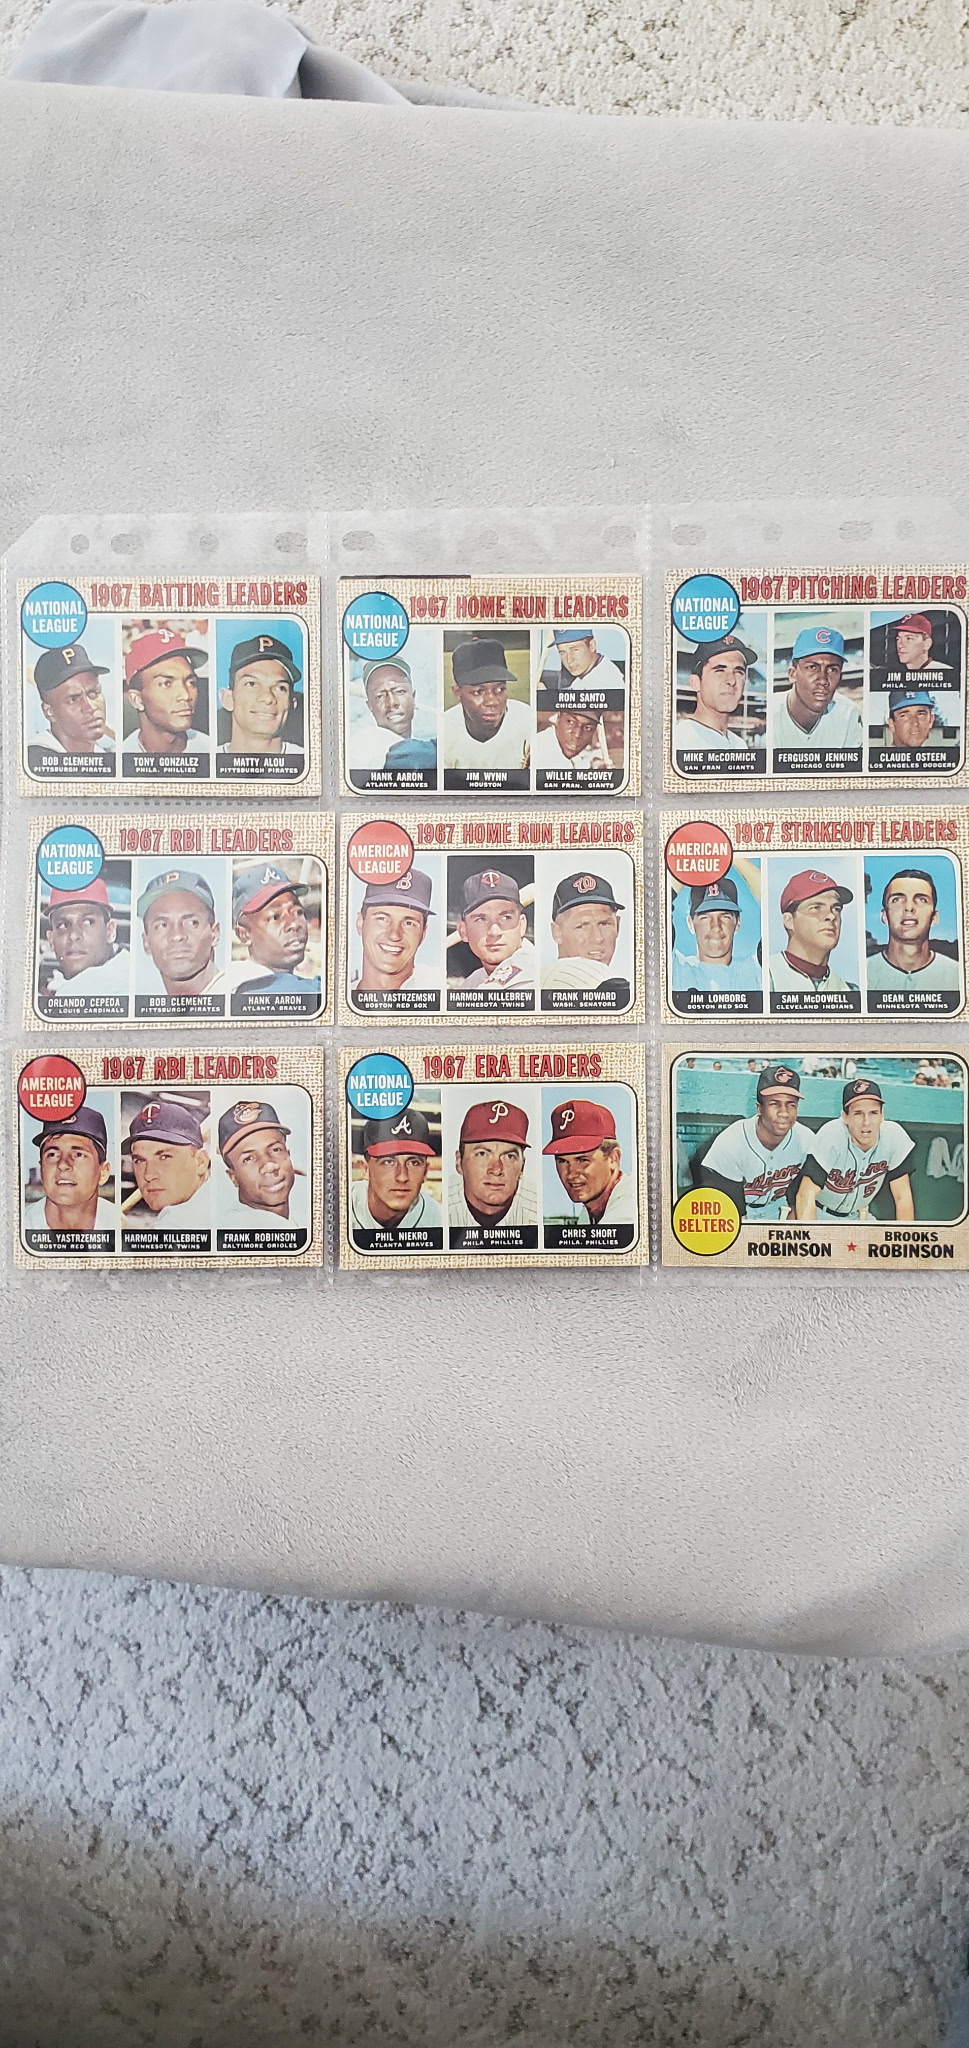 1967 BATTING LEADERS
NATIONAL
LEAGUE
BOB CLEMENTE
PITTSBURGH PIRATES
TONY GONZALEZ
PHILA. PHILLIES
MATTY ALOU
PITTSBURGH PIRATES
1967 HOME RUN LEADERS
NATIONAL
LEAGUE
HANK AARON
ATLANTA BRAVES
JIM WYNN
HOUSTON
RON SANTO
CHICAGO CUBS
WILLIE McCOVEY
SAN FRAN. GIANTS
1967 PITCHING LEADERS
NATIONAL
LEAGUE
MIKE McCORMICK
SAN FRAN GIANTS
FERGUSON JENKINS
CHICAGO CUBS
JIM BUNNING
PHILA. PHILLIES
CLAUDE OSTEEN
LOS ANGELES DODGERS
1967 RBI LEADERS
NATIONAL
LEAGUE
ORLANDO CEPEDA
ST. LOUIS CARDINALS
BOB CLEMENTE
PITTSBURGH PIRATES
HANK AARON
ATLANTA BRAVES
1967 HOME RUN LEADERS
AMERICAN
LEAGUE
CARL YASTRZEMSKI
BOSTON RED SOX
HARMON KILLEBREW
MINNESOTA TWINS
FRANK HOWARD
WASH. SENATORS
1967 STRIKEOUT LEADERS
AMERICAN
LEAGUE
JIM LONBORG
BOSTON RED SOX
SAM McDOWELL
CLEVELAND INDIANS
DEAN CHANCE
MINNESOTA TWINS
1967 RBI LEADERS
AMERICAN
LEAGUE
CARL YASTRZEMSKI
BOSTON RED SOX
HARMON KILLEBREW
MINNESOTA TWINS
FRANK ROBINSON
BALTIMORE ORIOLES
1967 ERA LEADERS
NATIONAL
LEAGUE
PHIL NIEKRO
ATLANTA BRAVES
JIM BUNNING
PHILA PHILLIES
CHRIS SHORT
PHILA. PHILLIES
BIRD
BELTERS
FRANK
ROBINSON
★
BROOKS
ROBINSON